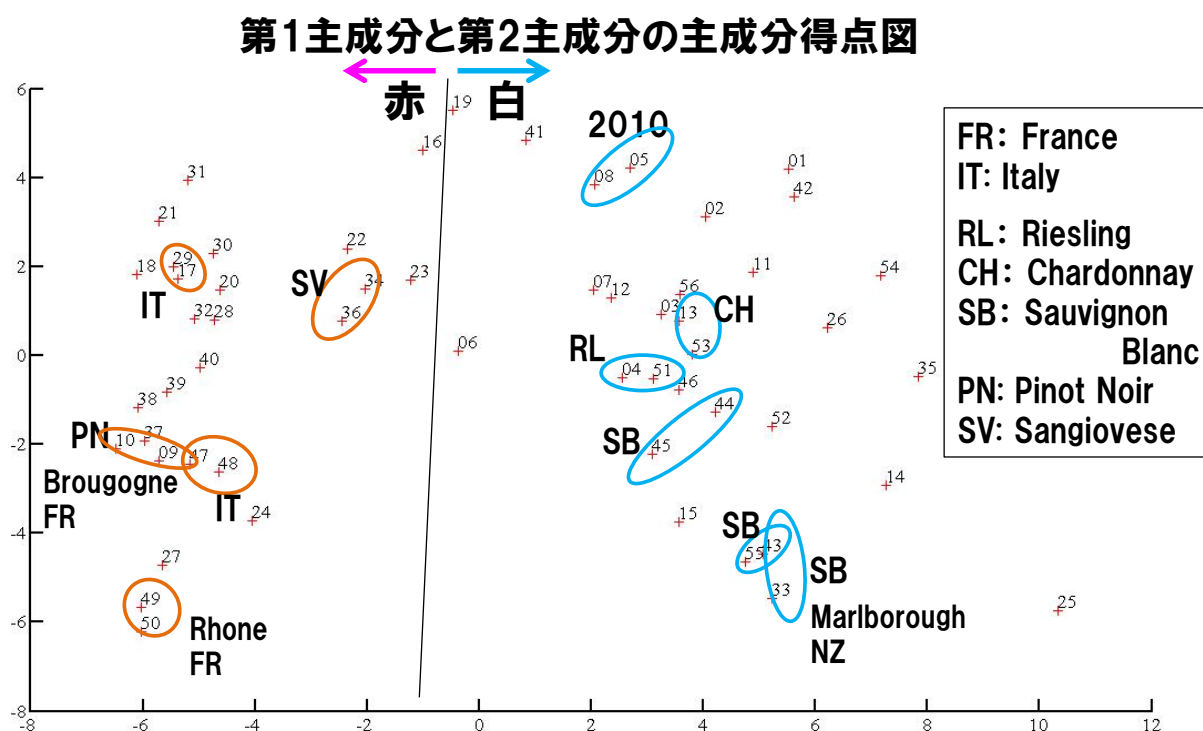 第1主成分と第2主成分の主成分得点図
赤
白
6
19
41
2010
16
05
08
01
42
FR: France
IT: Italy
RL: Riesling
CH: Chardonnay
SB: Sauvignon
Blanc
PN: Pinot Noir
SV: Sangiovese
4
31
21
02
22
30
29
17
18
IT
20
SV
34
23
36
2
32
28
07
12
11
54
56
03
13
CH
26
53
0
06
RL
04
51
46
35
40
39
38
44
SB
45
52
-2
PN
10
37
09
47
48
Brougogne
FR
IT
24
14
15
-4
27
SB
43
55
SB
33
Marlborough
NZ
25
49
50
-6
Rhone
FR
-8
-8
-6
-4
-2
0
2
4
6
8
10
12